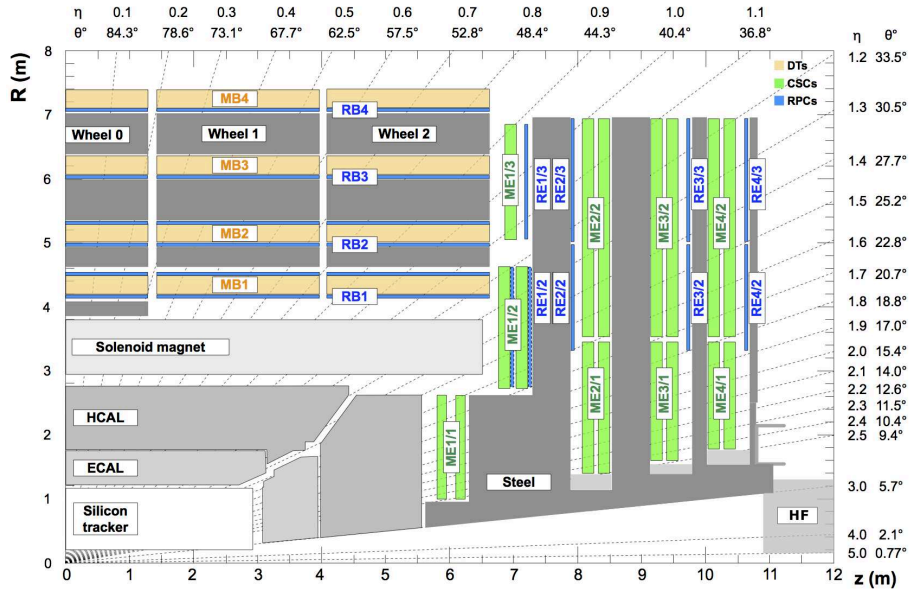 η 0.1 0.2 0.3 0.4 0.5 0.6 0.7 0.8 0.9 1.0 1.1
θ° 84.3° 78.6° 73.1° 67.7° 62.5° 57.5° 52.8° 48.4° 44.3° 40.4° 36.8°
η θ°
R (m)
8
7
6
5
4
3
2
1
0
DTs
CSCs
RPCs
1.2 33.5°
1.3 30.5°
1.4 27.7°
1.5 25.2°
1.6 22.8°
1.7 20.7°
1.8 18.8°
1.9 17.0°
2.0 15.4°
2.1 14.0°
2.2 12.6°
2.3 11.5°
2.4 10.4°
2.5 9.4°
3.0 5.7°
4.0 2.1°
5.0 0.77°
MB4
RB4
Wheel 0 Wheel 1 Wheel 2
MB3
RB3
MB2
RB2
MB1
RB1
Solenoid magnet
HCAL
ECAL
Silicon
tracker
Steel
HF
ME1/3
RE1/3
RE2/3
ME2/2
ME3/2
RE3/3
ME4/2
RE4/3
ME1/2
RE1/2
RE2/2
RE3/2
RE4/2
ME1/1
ME2/1
ME3/1
ME4/1
0 1 2 3 4 5 6 7 8 9 10 11 12
z (m)